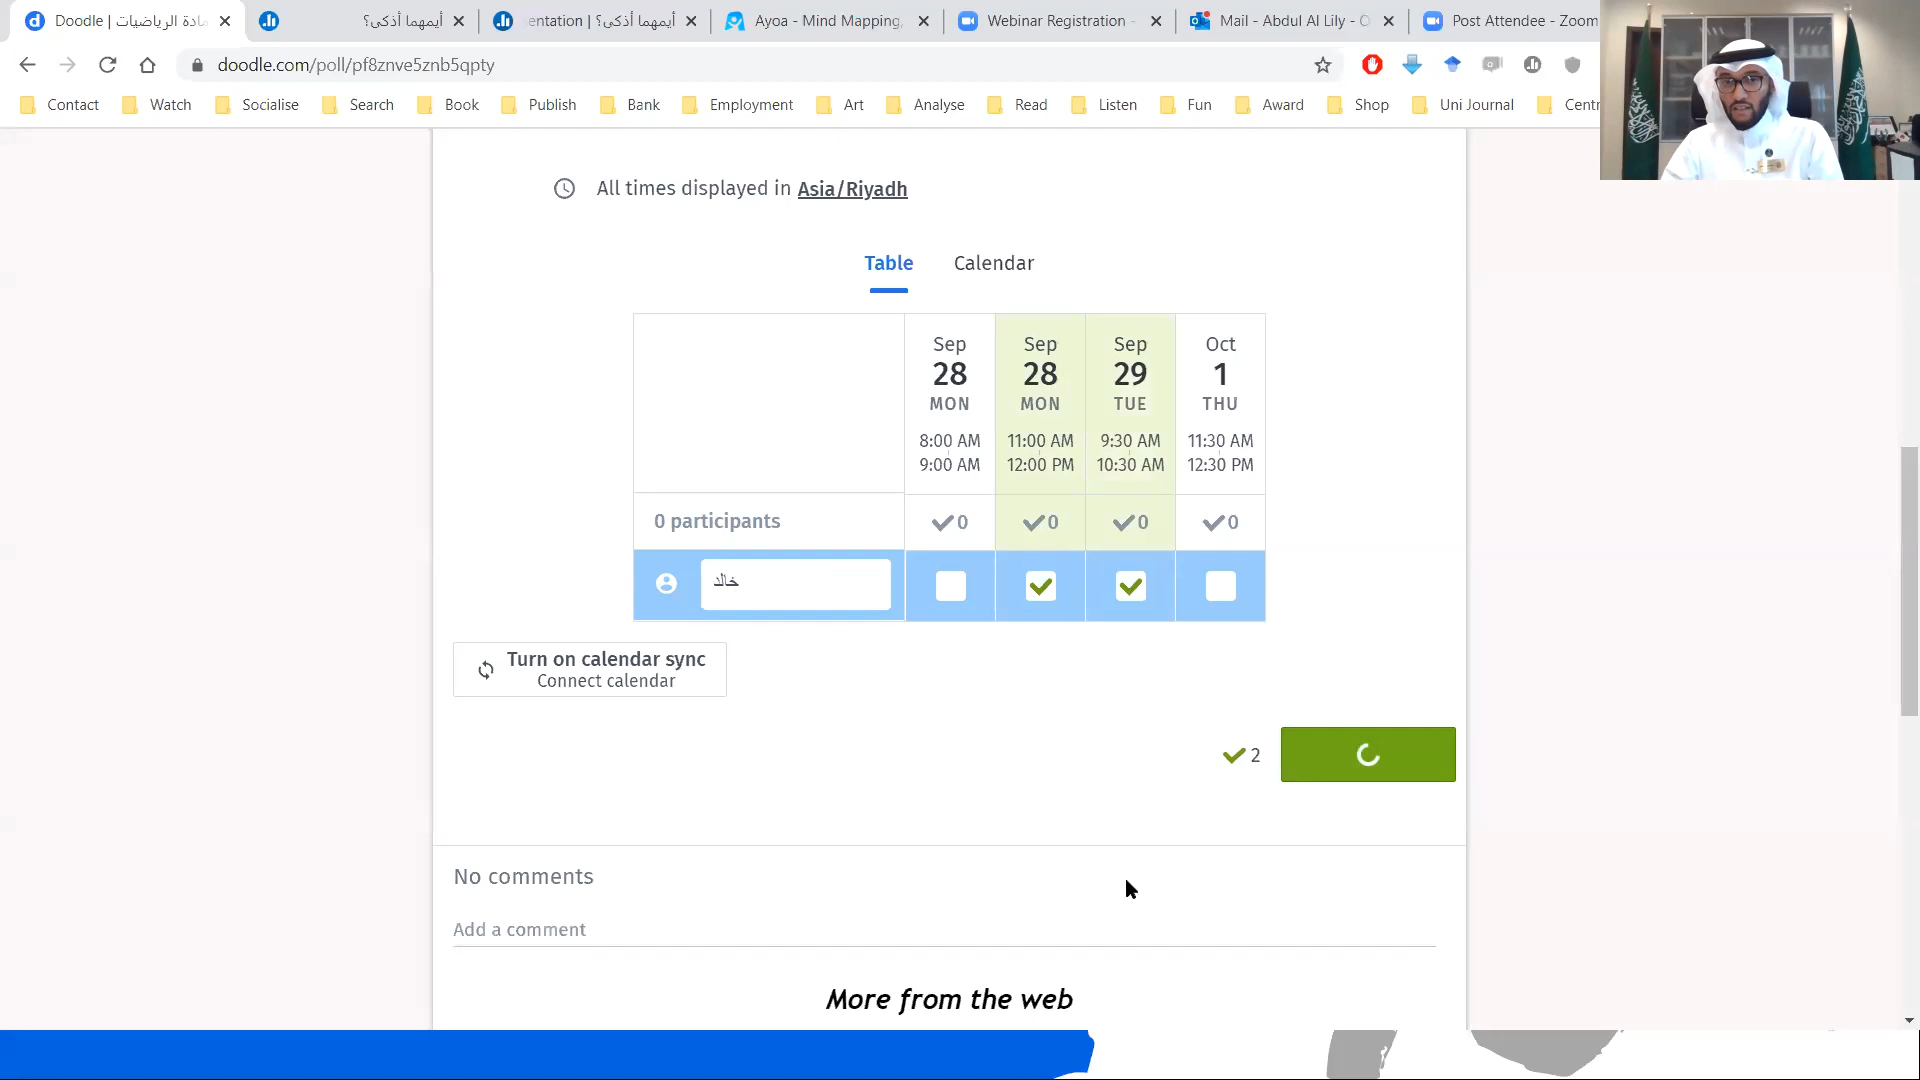 Doodle | مادة الرياضيات
أيمهما أذكى؟
entation | أيمهما أذكى؟
Ayoa - Mind Mapping,
Webinar Registration -
Mail - Abdul Al Lily - O
Post Attendee - Zoom
doodle.com/poll/pf8znve5znb5qpty
Contact Watch Socialise Search Book Publish Bank Employment Art Analyse Read Listen Fun Award Shop Uni Journal Centr
All times displayed in Asia/Riyadh
Table Calendar
Sep Sep Sep Oct
28 28 29 1
MON MON TUE THU
8:00 AM 11:00 AM 9:30 AM 11:30 AM
9:00 AM 12:00 PM 10:30 AM 12:30 PM
0 participants 0 0 0 0
خالد
Turn on calendar sync
Connect calendar
2
No comments
Add a comment
More from the web